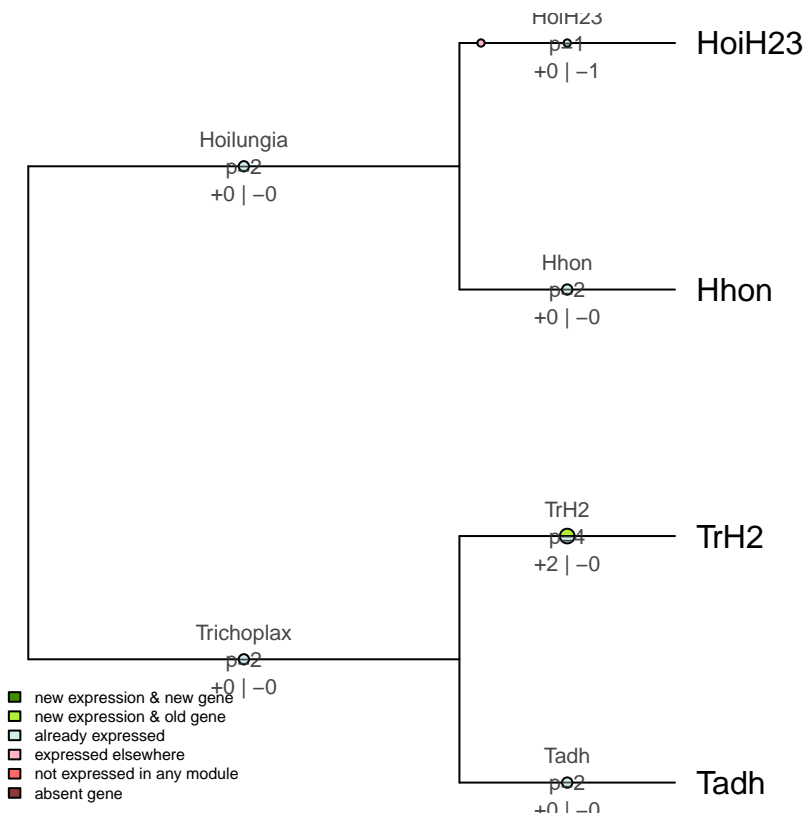 HoiH23
p=1
+0 | −1
HoiH23
Hoilungia
p=2
+0 | −0
Hhon
p=2
+0 | −0
Hhon
TrH2
p=4
+2 | −0
TrH2
Trichoplax
p=2
+0 | −0
new expression & new gene
new expression & old gene
already expressed
expressed elsewhere
not expressed in any module
absent gene
Tadh
p=2
+0 | −0
Tadh